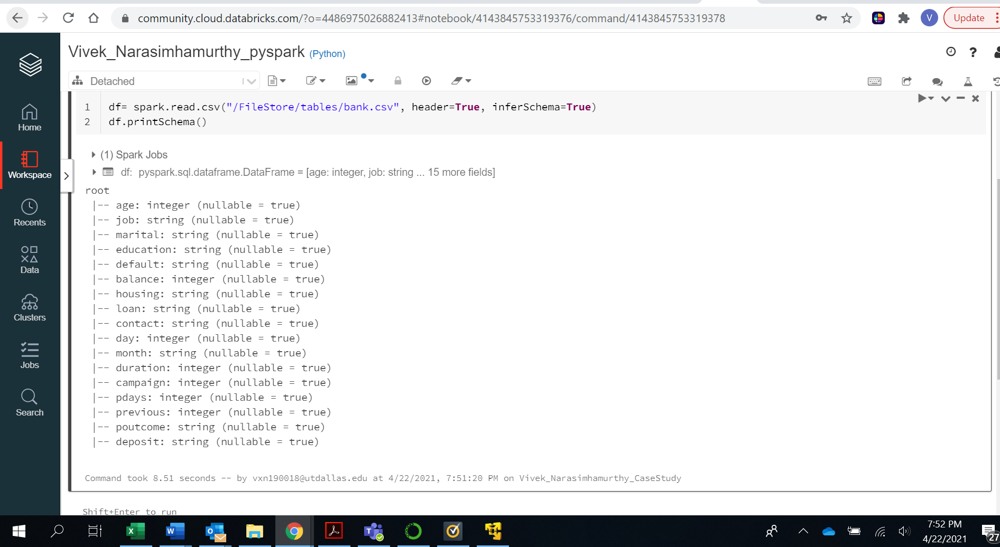 community.cloud.databricks.com/?o=4486975026882413#notebook/4143845753319376/command/4143845753319378
V
Update
Vivek_Narasimhamurthy_pyspark (Python)
?
Detached
Home
Workspace
Recents
Data
Clusters
Jobs
Search
1 df= spark.read.csv("/FileStore/tables/bank.csv", header=True, inferSchema=True)
2 df.printSchema()
(1) Spark Jobs
df: pyspark.sql.dataframe.DataFrame = [age: integer, job: string ... 15 more fields]
root
|-- age: integer (nullable = true)
|-- job: string (nullable = true)
|-- marital: string (nullable = true)
|-- education: string (nullable = true)
|-- default: string (nullable = true)
|-- balance: integer (nullable = true)
|-- housing: string (nullable = true)
|-- loan: string (nullable = true)
|-- contact: string (nullable = true)
|-- day: integer (nullable = true)
|-- month: string (nullable = true)
|-- duration: integer (nullable = true)
|-- campaign: integer (nullable = true)
|-- pdays: integer (nullable = true)
|-- previous: integer (nullable = true)
|-- poutcome: string (nullable = true)
|-- deposit: string (nullable = true)
Command took 8.51 seconds -- by vxn190018@utdallas.edu at 4/22/2021, 7:51:20 PM on Vivek_Narasimhamurthy_CaseStudy
Shift+Enter to run
7:52 PM
4/22/2021
27